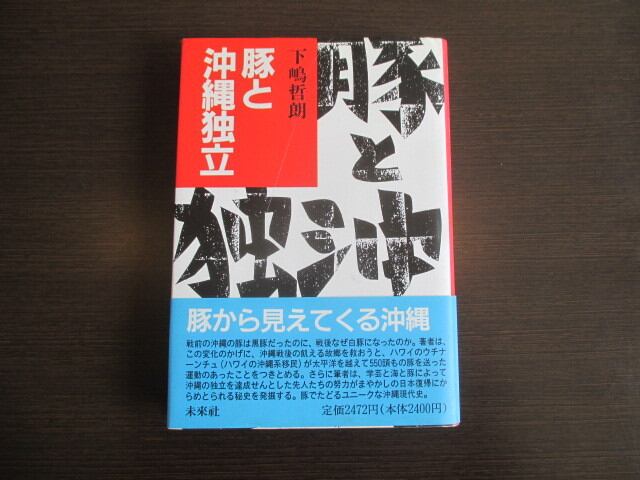 豚と
沖縄独立
下嶋哲朗
豚
と
沖
独
豚から見えてくる沖縄
戦前の沖縄の豚は黒豚だったのに、戦後なぜ白豚になったのか。著者は、
この変化のかげに、沖縄戦後の飢える故郷を救おうと、ハワイのウチナ
ーンチュ（ハワイの沖縄系移民）が太平洋を越えて550頭もの豚を送った
運動のあったことをつきとめる。さらに筆者は、学芸と海と豚によって
沖縄の独立を達成せんとした先人たちの努力がまやかしの日本復帰にか
らめとられる秘史を発掘する。豚でたどるユニークな沖縄現代史。
未來社
定価2472円（本体2400円）